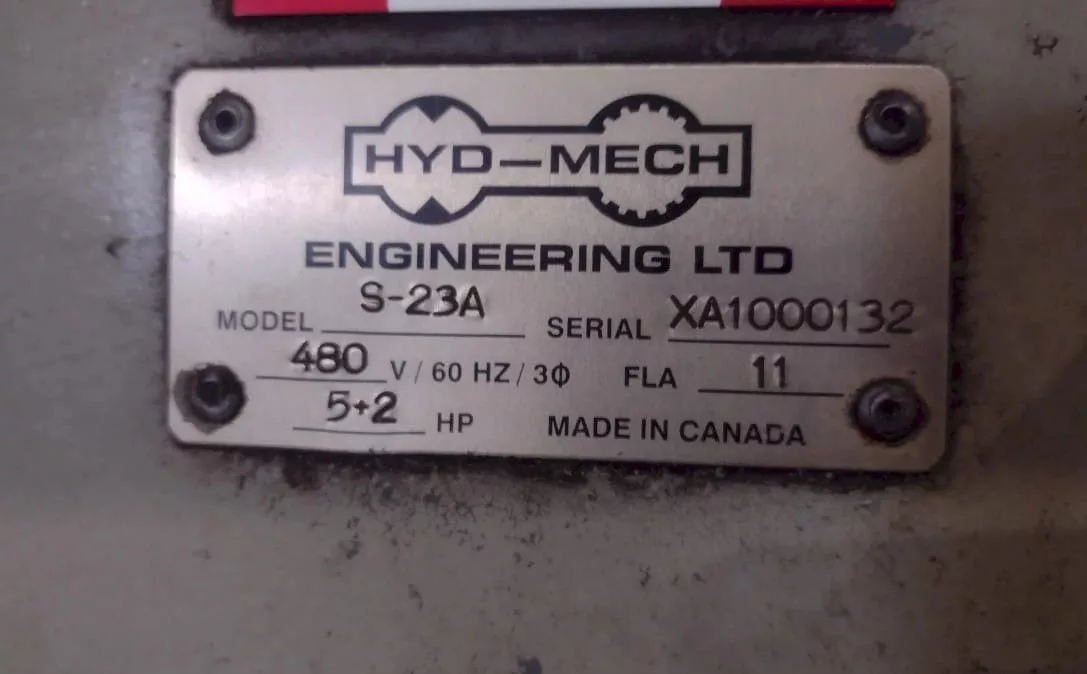 HYD-MECH
ENGINEERING LTD
MODEL S-23A SERIAL XA1000132
480 V/60 HZ/3Φ FLA 11
5+2 HP MADE IN CANADA